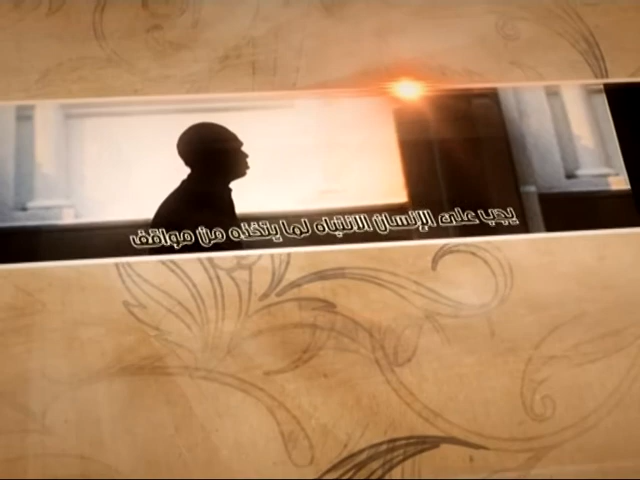 يجب على الإنسان الانتباه لما يتخذه من مواقف